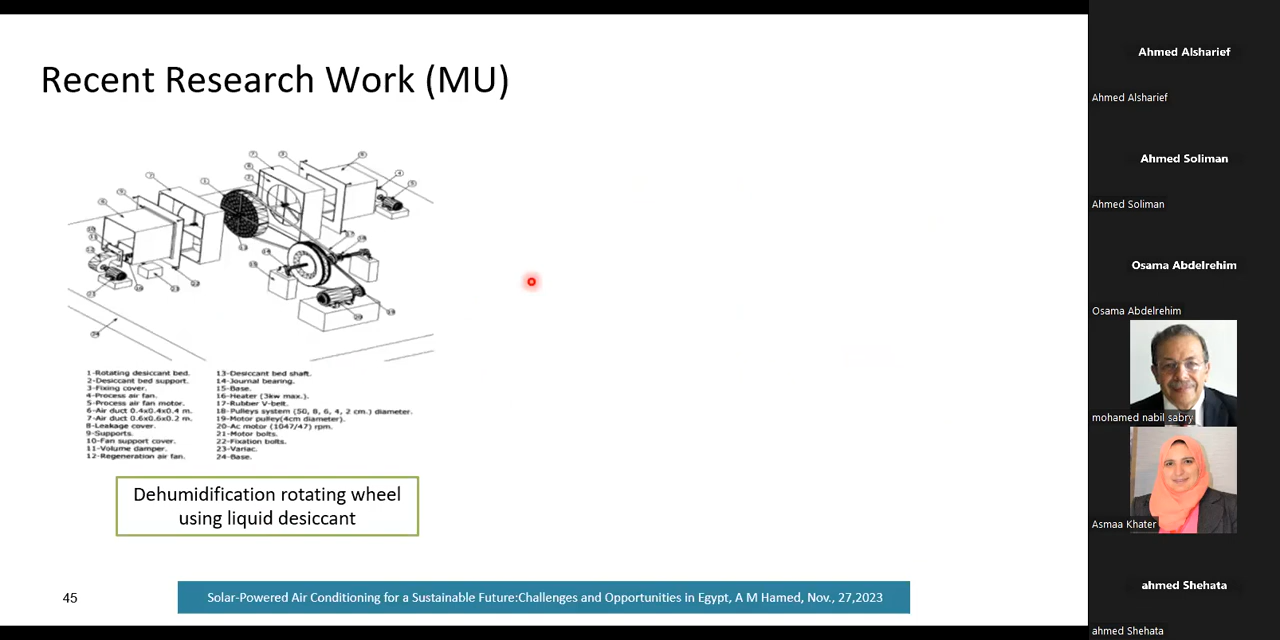 Recent Research Work (MU)
1-Rotating desiccant bed.
2-Desiccant bed support.
3-Fixing cover.
4-Process air fan.
5-Process air fan motor.
6-Air duct 0.4x0.4x0.4 m.
7-Air duct 0.6x0.6x0.2 m.
8-Leakage cover.
9-Supports.
10-Fan support cover.
11-Volume damper.
12-Regeneration air fan.
13-Desiccant bed shaft.
14-Journal bearing.
15-Base.
16-Heater (3kw max.).
17-Rubber V-belt.
18-Pulleys system (50, 8, 6, 4, 2 cm.) diameter.
19-Motor pulley(4cm diameter).
20-Ac motor (1047/47) rpm.
21-Motor bolts.
22-Fixation bolts.
23-Variac.
24-Base.
Dehumidification rotating wheel
using liquid desiccant
45
Solar-Powered Air Conditioning for a Sustainable Future:Challenges and Opportunities in Egypt, A M Hamed, Nov., 27,2023
Ahmed Alsharief
Ahmed Alsharief
Ahmed Soliman
Ahmed Soliman
Osama Abdelrehim
Osama Abdelrehim
mohamed nabil sabry
Asmaa Khater
ahmed Shehata
ahmed Shehata